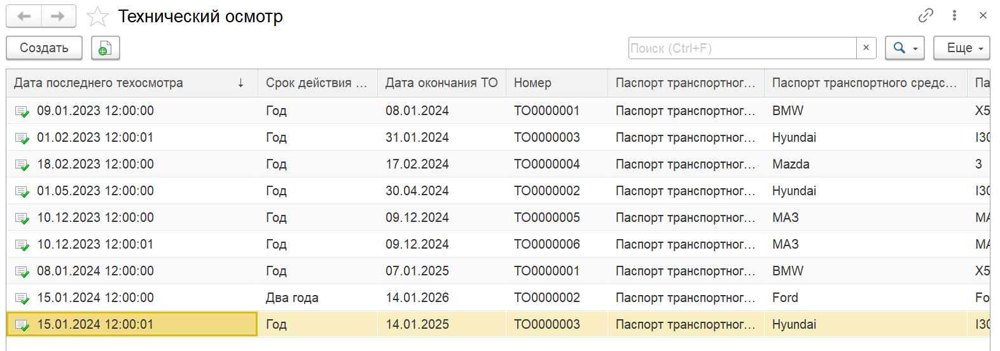 Технический осмотр
Создать Поиск (Ctrl+F) × Еще
Дата последнего техосмотра ↓ Срок действия ... Дата окончания ТО Номер Паспорт транспортног... Паспорт транспортного средс... Па
09.01.2023 12:00:00 Год 08.01.2024 ТО0000001 Паспорт транспортног... BMW X5
01.02.2023 12:00:01 Год 31.01.2024 ТО0000003 Паспорт транспортног... Hyundai I30
18.02.2023 12:00:00 Год 17.02.2024 ТО0000004 Паспорт транспортног... Mazda 3
01.05.2023 12:00:00 Год 30.04.2024 ТО0000002 Паспорт транспортног... Hyundai I30
10.12.2023 12:00:00 Год 09.12.2024 ТО0000005 Паспорт транспортног... МАЗ МА
10.12.2023 12:00:01 Год 09.12.2024 ТО0000006 Паспорт транспортног... МАЗ МА
08.01.2024 12:00:00 Год 07.01.2025 ТО0000001 Паспорт транспортног... BMW X5
15.01.2024 12:00:00 Два года 14.01.2026 ТО0000002 Паспорт транспортног... Ford Fo
15.01.2024 12:00:01 Год 14.01.2025 ТО0000003 Паспорт транспортног... Hyundai I30